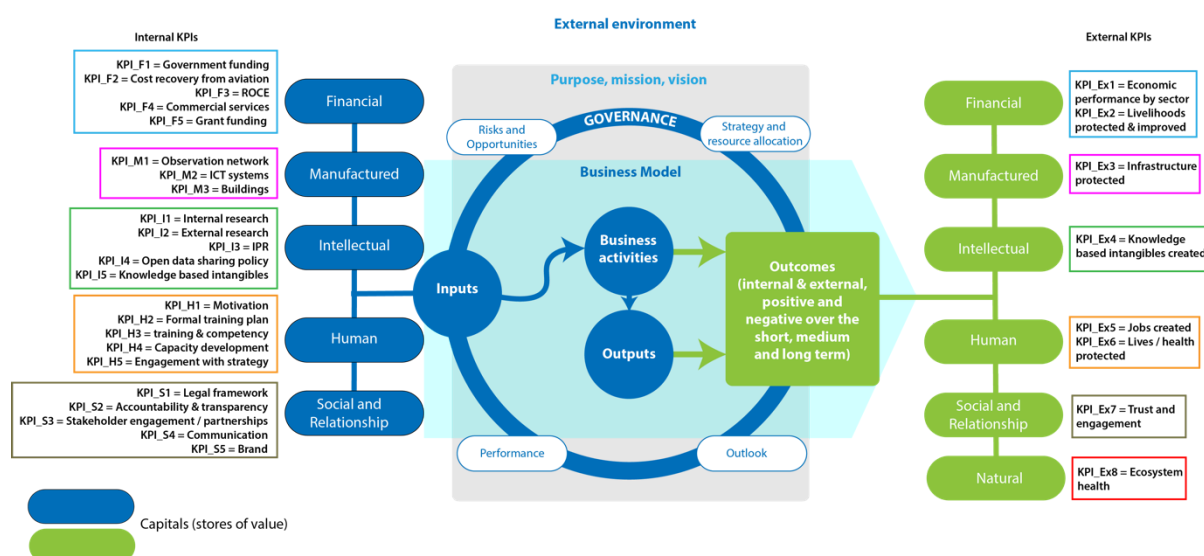 External environment
Internal KPIs
KPI_F1 = Government funding
KPI_F2 = Cost recovery from aviation
KPI_F3 = ROCE
KPI_F4 = Commercial services
KPI_F5 = Grant funding
KPI_M1 = Observation network
KPI_M2 = ICT systems
KPI_M3 = Buildings
KPI_I1 = Internal research
KPI_I2 = External research
KPI_I3 = IPR
KPI_I4 = Open data sharing policy
KPI_I5 = Knowledge based intangibles
KPI_H1 = Motivation
KPI_H2 = Formal training plan
KPI_H3 = training & competency
KPI_H4 = Capacity development
KPI_H5 = Engagement with strategy
KPI_S1 = Legal framework
KPI_S2 = Accountability & transparency
KPI_S3 = Stakeholder engagement / partnerships
KPI_S4 = Communication
KPI_S5 = Brand
Financial
Manufactured
Intellectual
Human
Social and
Relationship
Purpose, mission, vision
GOVERNANCE
Risks and
Opportunities
Strategy and
resource allocation
Business Model
Inputs
Business
activities
Outputs
Outcomes
(internal & external,
positive and
negative over the
short, medium
and long term)
Performance
Outlook
Financial
Manufactured
Intellectual
Human
Social and
Relationship
Natural
External KPIs
KPI_Ex1 = Economic
performance by sector
KPI_Ex2 = Livelihoods
protected & improved
KPI_Ex3 = Infrastructure
protected
KPI_Ex4 = Knowledge
based intangibles created
KPI_Ex5 = Jobs created
KPI_Ex6 = Lives / health
protected
KPI_Ex7 = Trust and
engagement
KPI_Ex8 = Ecosystem
health
Capitals (stores of value)